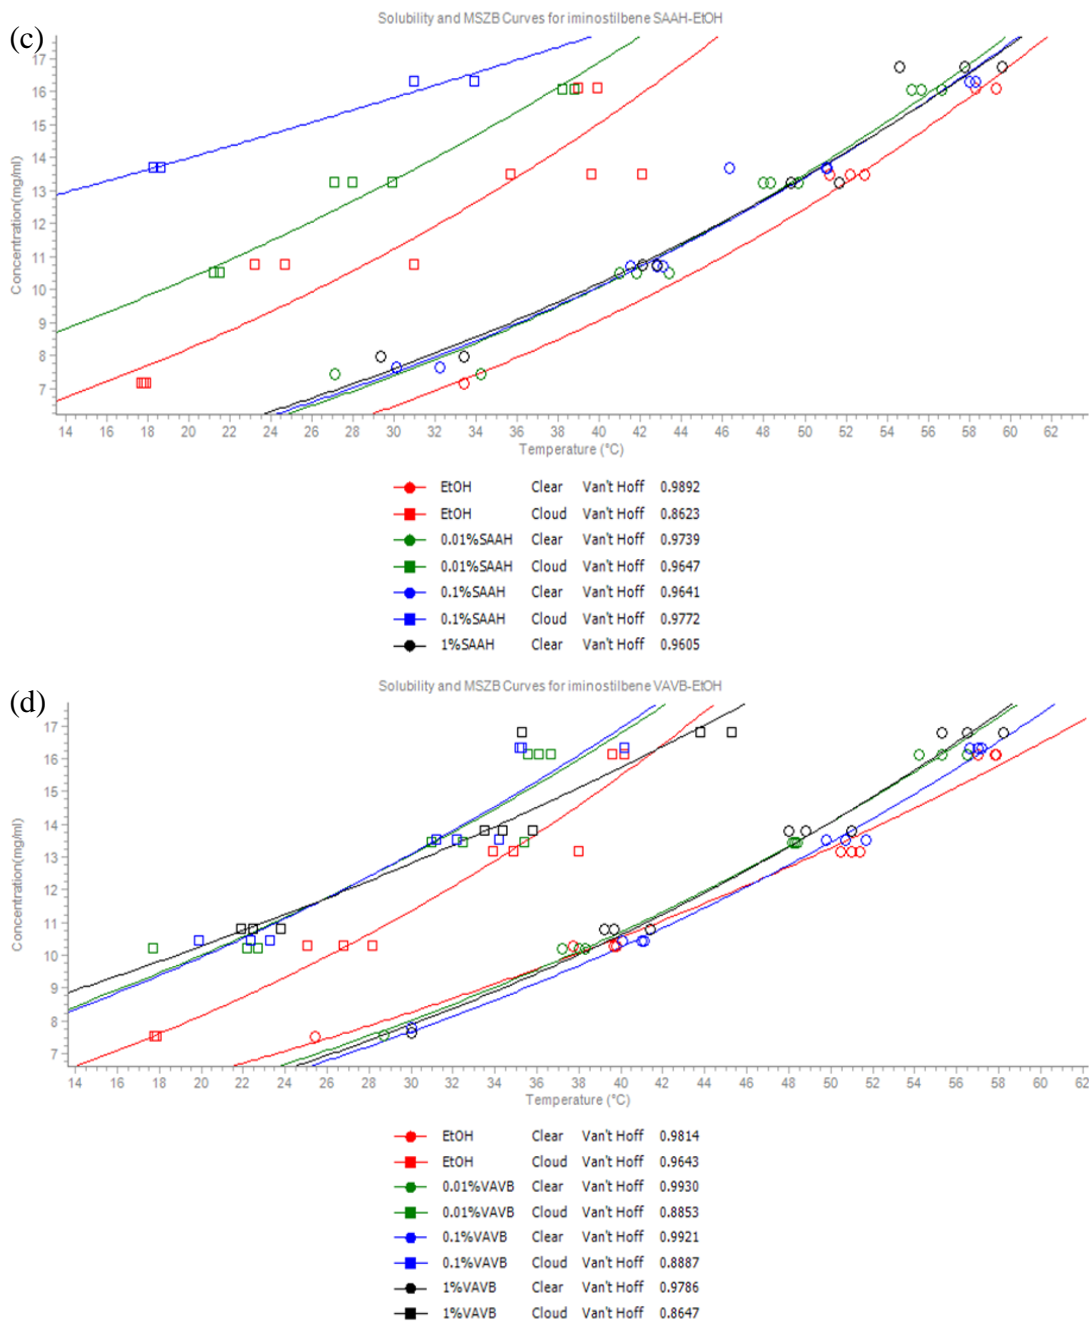 (c)
Solubility and MSZB Curves for iminostilbene SAAH-EtOH
Concentration(mg/ml)
17
16
15
14
13
12
11
10
9
8
7
14 16 18 20 22 24 26 28 30 32 34 36 38 40 42 44 46 48 50 52 54 56 58 60 62
Temperature (°C)
EtOH Clear Van't Hoff 0.9892
EtOH Cloud Van't Hoff 0.8623
0.01%SAAH Clear Van't Hoff 0.9739
0.01%SAAH Cloud Van't Hoff 0.9647
0.1%SAAH Clear Van't Hoff 0.9641
0.1%SAAH Cloud Van't Hoff 0.9772
1%SAAH Clear Van't Hoff 0.9605
(d)
Solubility and MSZB Curves for iminostilbene VAVB-EtOH
Concentration(mg/ml)
17
16
15
14
13
12
11
10
9
8
7
14 16 18 20 22 24 26 28 30 32 34 36 38 40 42 44 46 48 50 52 54 56 58 60 62
Temperature (°C)
EtOH Clear Van't Hoff 0.9814
EtOH Cloud Van't Hoff 0.9643
0.01%VAVB Clear Van't Hoff 0.9930
0.01%VAVB Cloud Van't Hoff 0.8853
0.1%VAVB Clear Van't Hoff 0.9921
0.1%VAVB Cloud Van't Hoff 0.8887
1%VAVB Clear Van't Hoff 0.9786
1%VAVB Cloud Van't Hoff 0.8647